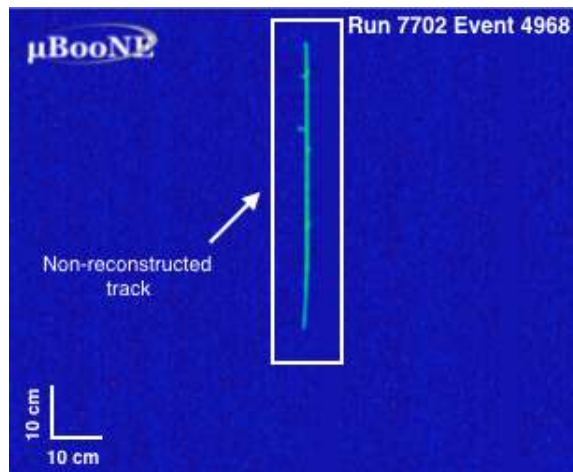 µBooNE
Run 7702 Event 4968
Non-reconstructed
track
10 cm
10 cm